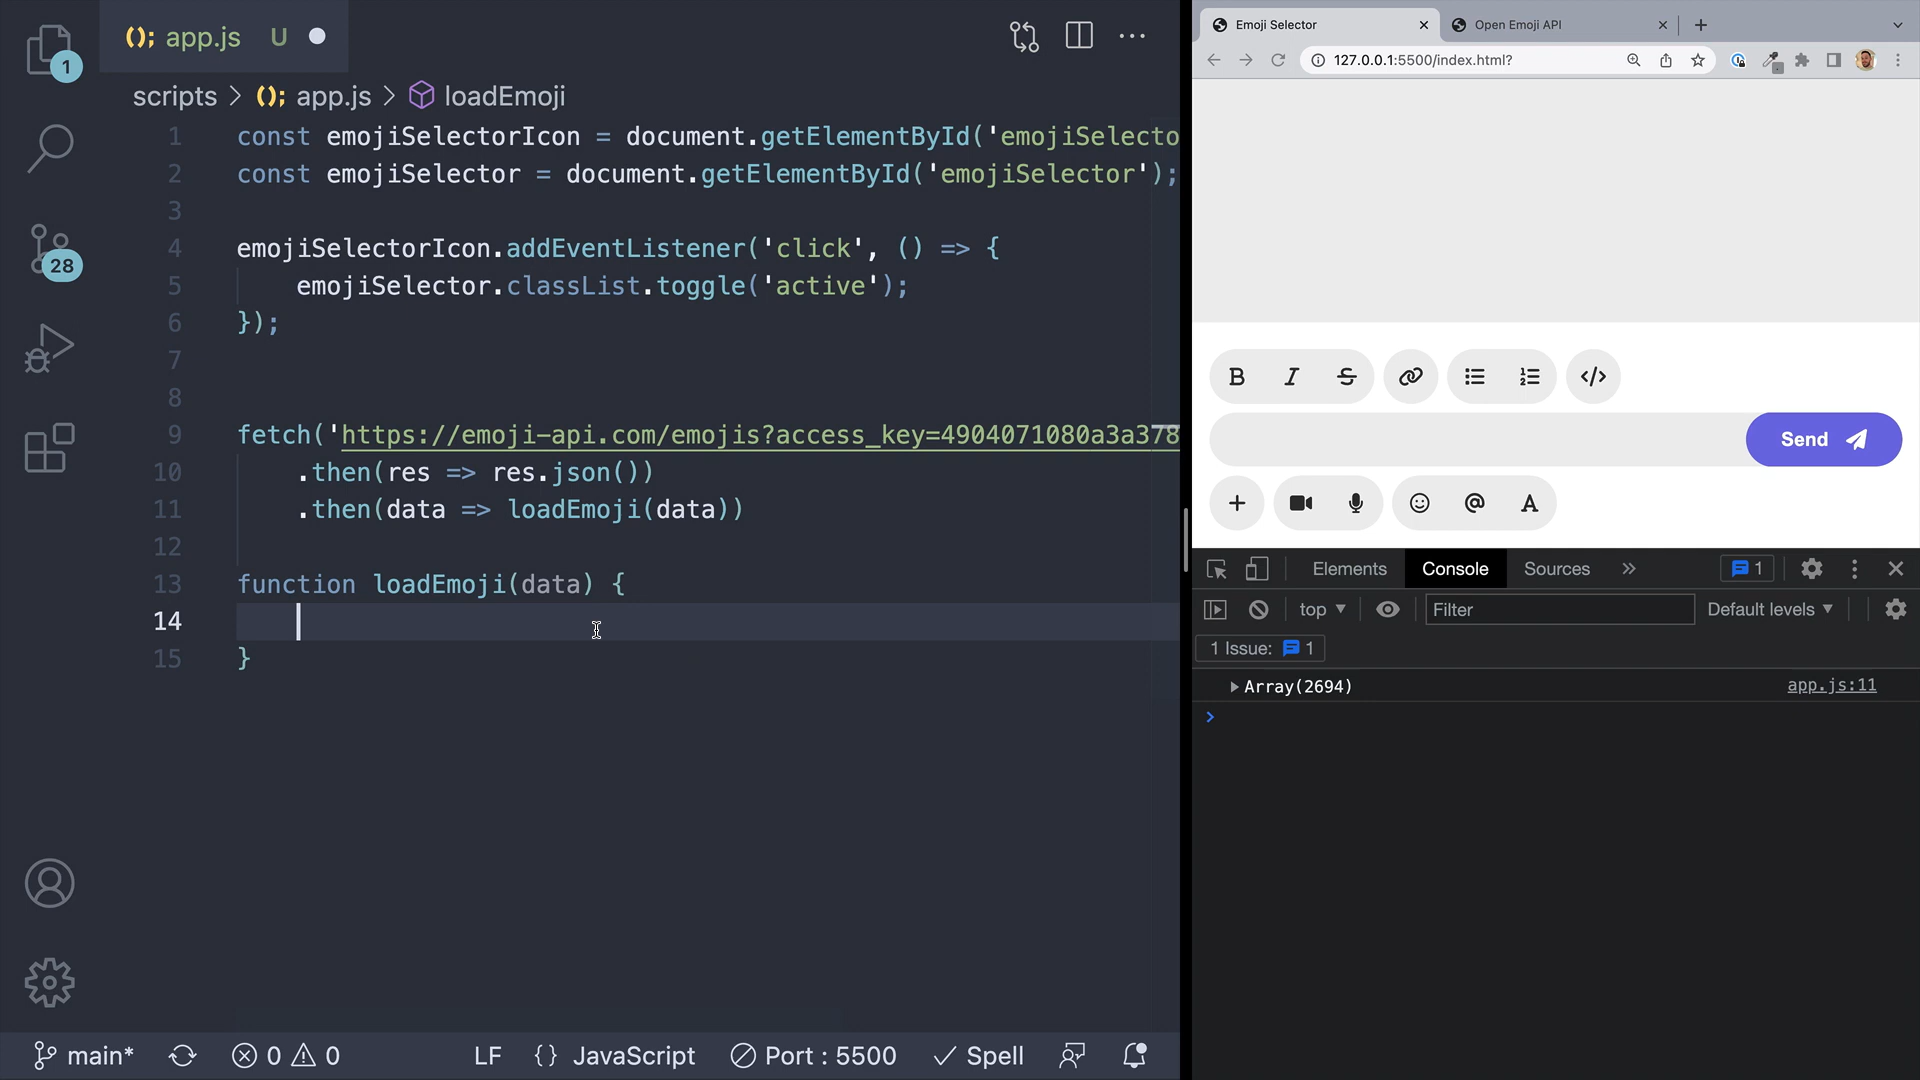 1
28
(); app.js U
scripts > (); app.js > loadEmoji
1 const emojiSelectorIcon = document.getElementById('emojiSelecto
2 const emojiSelector = document.getElementById('emojiSelector');
3
4 emojiSelectorIcon.addEventListener('click', () => {
5 emojiSelector.classList.toggle('active');
6 });
7
8
9 fetch('https://emoji-api.com/emojis?access_key=4904071080a3a378
10 .then(res => res.json())
11 .then(data => loadEmoji(data))
12
13 function loadEmoji(data) {
14
15 }
main* 0 0 LF {} JavaScript Port : 5500 Spell
Emoji Selector
Open Emoji API
127.0.0.1:5500/index.html?
B I S </>
Send
+ @ A
Elements Console Sources » 1
top Filter Default levels
1 Issue: 1
Array(2694) app.js:11
>